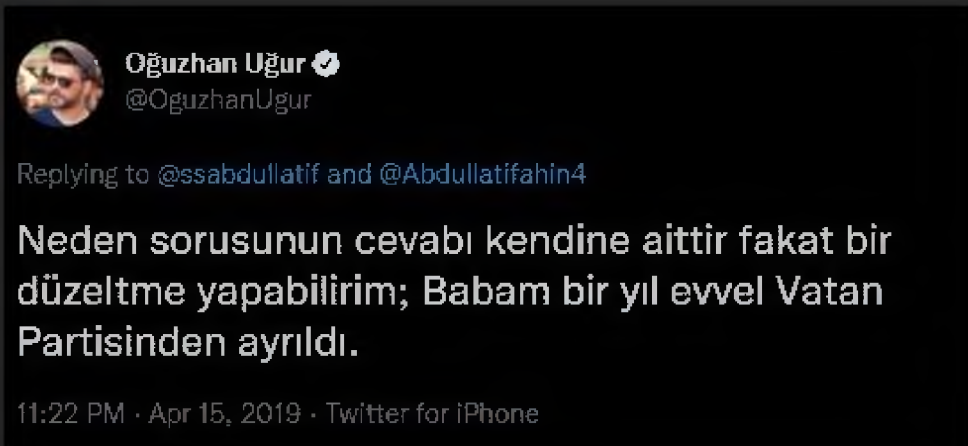 Oğuzhan Uğur
@OguzhanUgur
Replying to @ssabdullatif and @Abdullatifahin4
Neden sorusunun cevabı kendine aittir fakat bir
düzeltme yapabilirim; Babam bir yıl evvel Vatan
Partisinden ayrıldı.
11:22 PM · Apr 15, 2019 · Twitter for iPhone